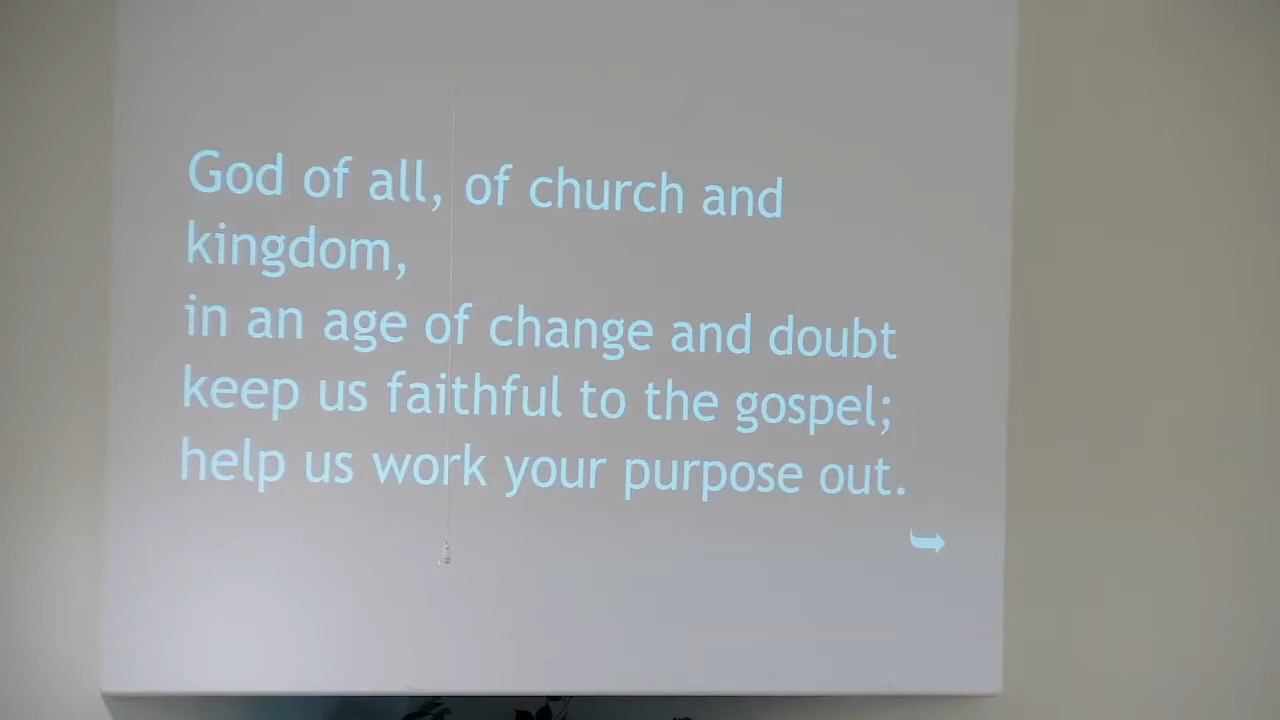 God of all, of church and
kingdom,
in an age of change and doubt
keep us faithful to the gospel;
help us work your purpose out.